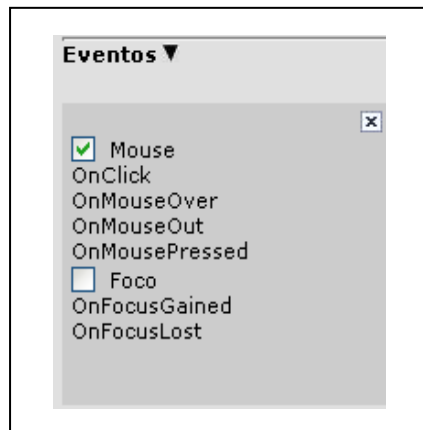 Eventos ▼
Mouse
OnClick
OnMouseOver
OnMouseOut
OnMousePressed
Foco
OnFocusGained
OnFocusLost